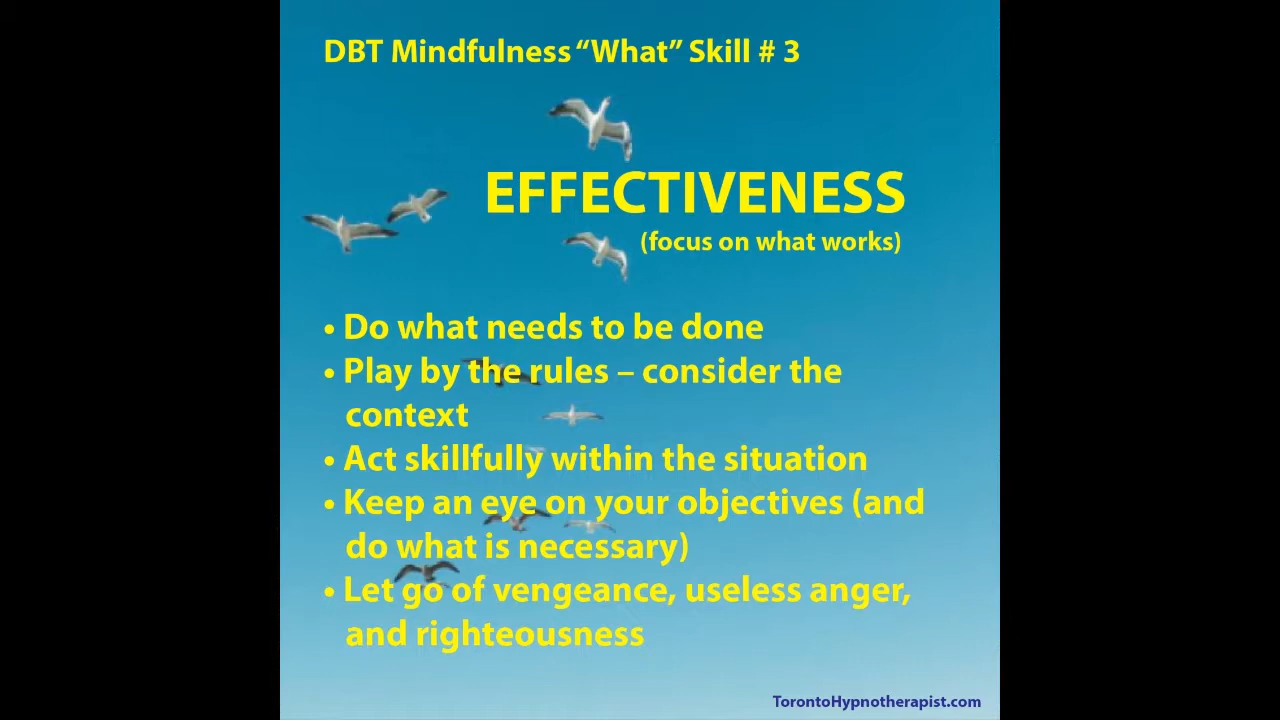 DBT Mindfulness “What” Skill # 3
EFFECTIVENESS
(focus on what works)
• Do what needs to be done
• Play by the rules – consider the
context
• Act skillfully within the situation
• Keep an eye on your objectives (and
do what is necessary)
• Let go of vengeance, useless anger,
and righteousness
TorontoHypnotherapist.com